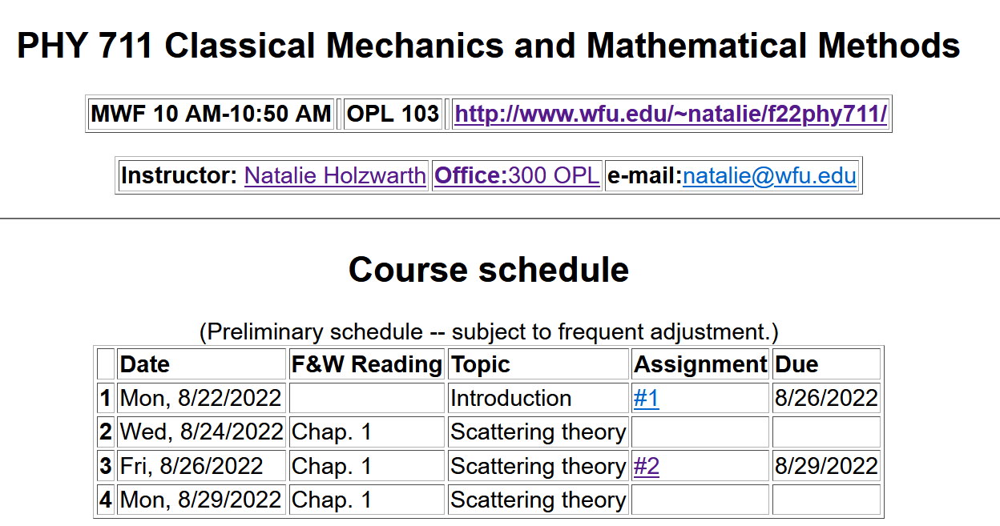 PHY 711 Classical Mechanics and Mathematical Methods
MWF 10 AM-10:50 AM OPL 103 http://www.wfu.edu/~natalie/f22phy711/
Instructor: Natalie Holzwarth Office:300 OPL e-mail:natalie@wfu.edu
Course schedule
(Preliminary schedule -- subject to frequent adjustment.)
Date F&W Reading Topic Assignment Due
1 Mon, 8/22/2022 Introduction #1 8/26/2022
2 Wed, 8/24/2022 Chap. 1 Scattering theory
3 Fri, 8/26/2022 Chap. 1 Scattering theory #2 8/29/2022
4 Mon, 8/29/2022 Chap. 1 Scattering theory